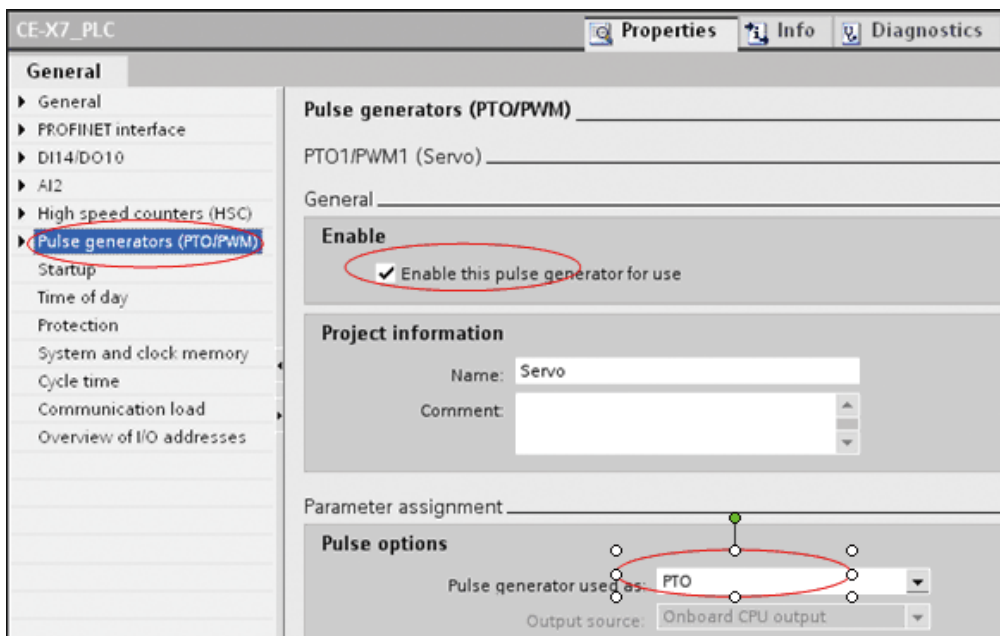 CE-X7_PLC
Properties
Info
Diagnostics
General
General
PROFINET interface
DI14/DO10
AI2
High speed counters (HSC)
Pulse generators (PTO/PWM)
Startup
Time of day
Protection
System and clock memory
Cycle time
Communication load
Overview of I/O addresses
Pulse generators (PTO/PWM)
PTO1/PWM1 (Servo)
General
Enable
Enable this pulse generator for use
Project information
Name: Servo
Comment:
Parameter assignment
Pulse options
Pulse generator used as: PTO
Output source: Onboard CPU output